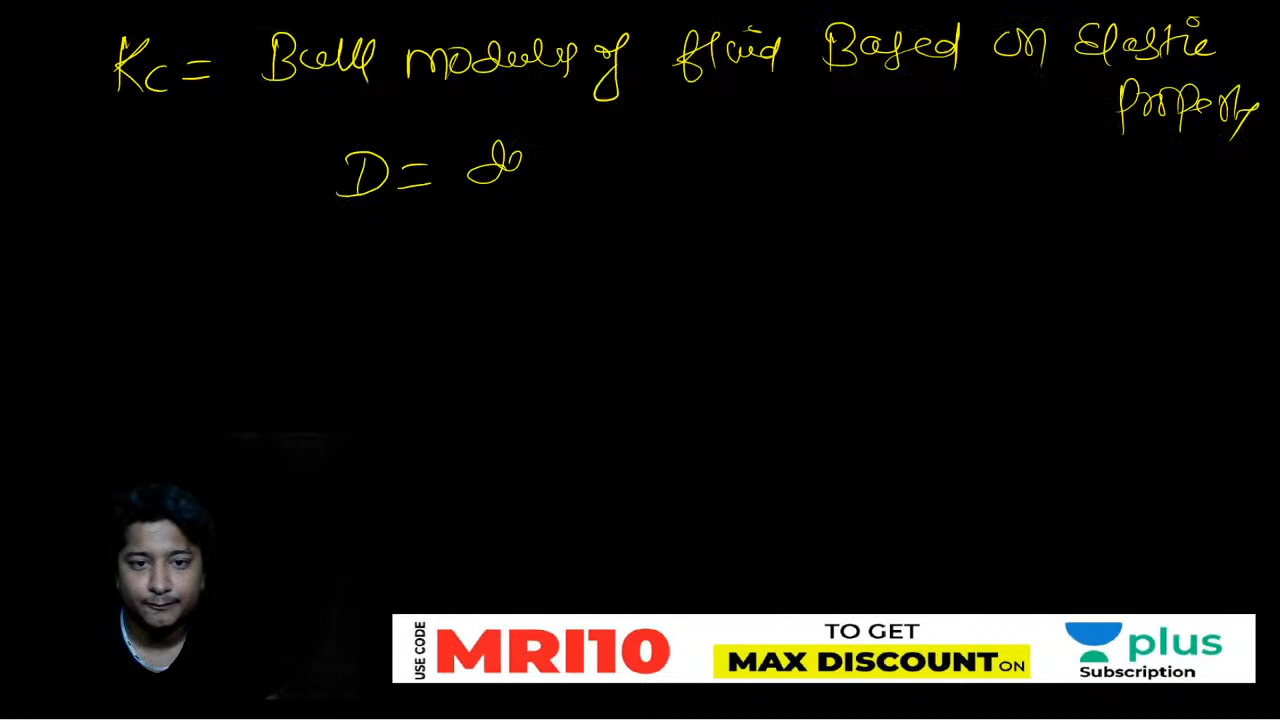 Kc = Bulk modulus of fluid Based on Elastic
Property
D = do
USE CODE
MRI10
TO GET
MAX DISCOUNT ON
plus
Subscription